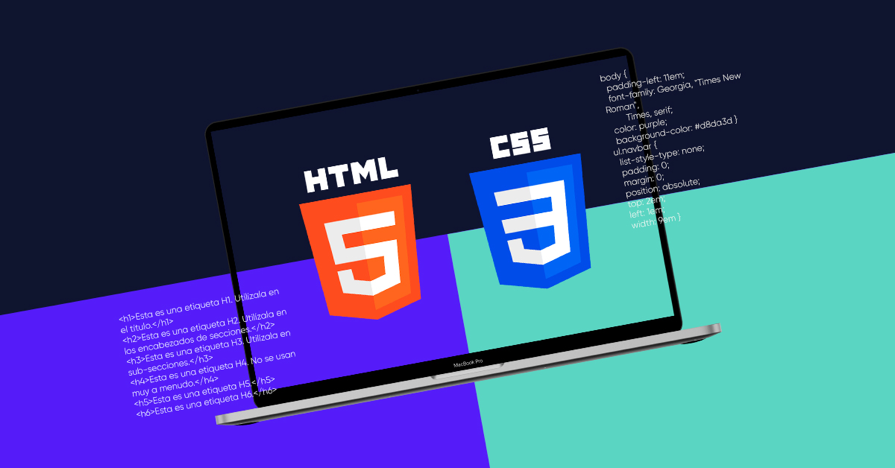 HTML
5
CSS
3
body {
padding-left: 11em;
font-family: Georgia, "Times New
Roman",
Times, serif;
color: purple;
background-color: #d8da3d }
ul.navbar {
list-style-type: none;
padding: 0;
margin: 0;
position: absolute;
top: 2em;
left: 1em;
width: 9em }
<h1>Esta es una etiqueta H1. Utilízala en
el título.</h1>
<h2>Esta es una etiqueta H2. Utilízala en
los encabezados de secciones.</h2>
<h3>Esta es una etiqueta H3. Utilízala en
sub-secciones.</h3>
<h4>Esta es una etiqueta H4. No se usan
muy a menudo.</h4>
<h5>Esta es una etiqueta H5.</h5>
<h6>Esta es una etiqueta H6.</h6>
MacBook Pro